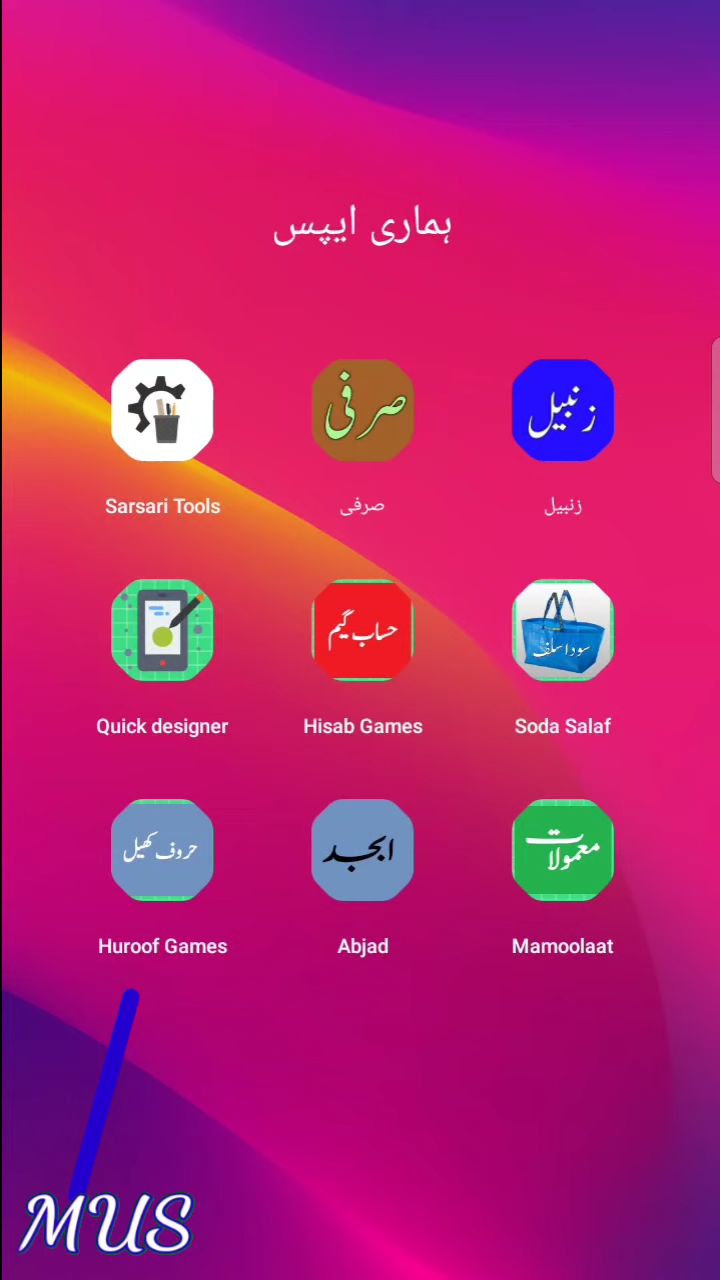 ہماری ایپس
زنبیل
صرفی
Sarsari Tools
صرفی
زنبیل
حساب گیم
سودا سلف
Quick designer
Hisab Games
Soda Salaf
حروف کھیل
ابجد
معمولات
Huroof Games
Abjad
Mamoolaat
MUS